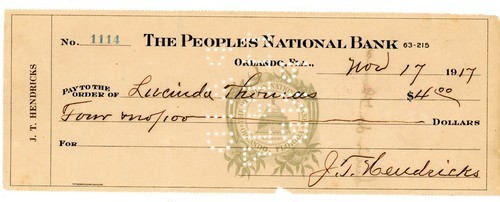 No. 1114 THE PEOPLES NATIONAL BANK 63-215
ORLANDO, FLA., Nov 17 1917
PAY TO THE ORDER OF Lucinda Thomas $4.00
Four no/100 DOLLARS
FOR
J. T. Hendricks
J. T. HENDRICKS